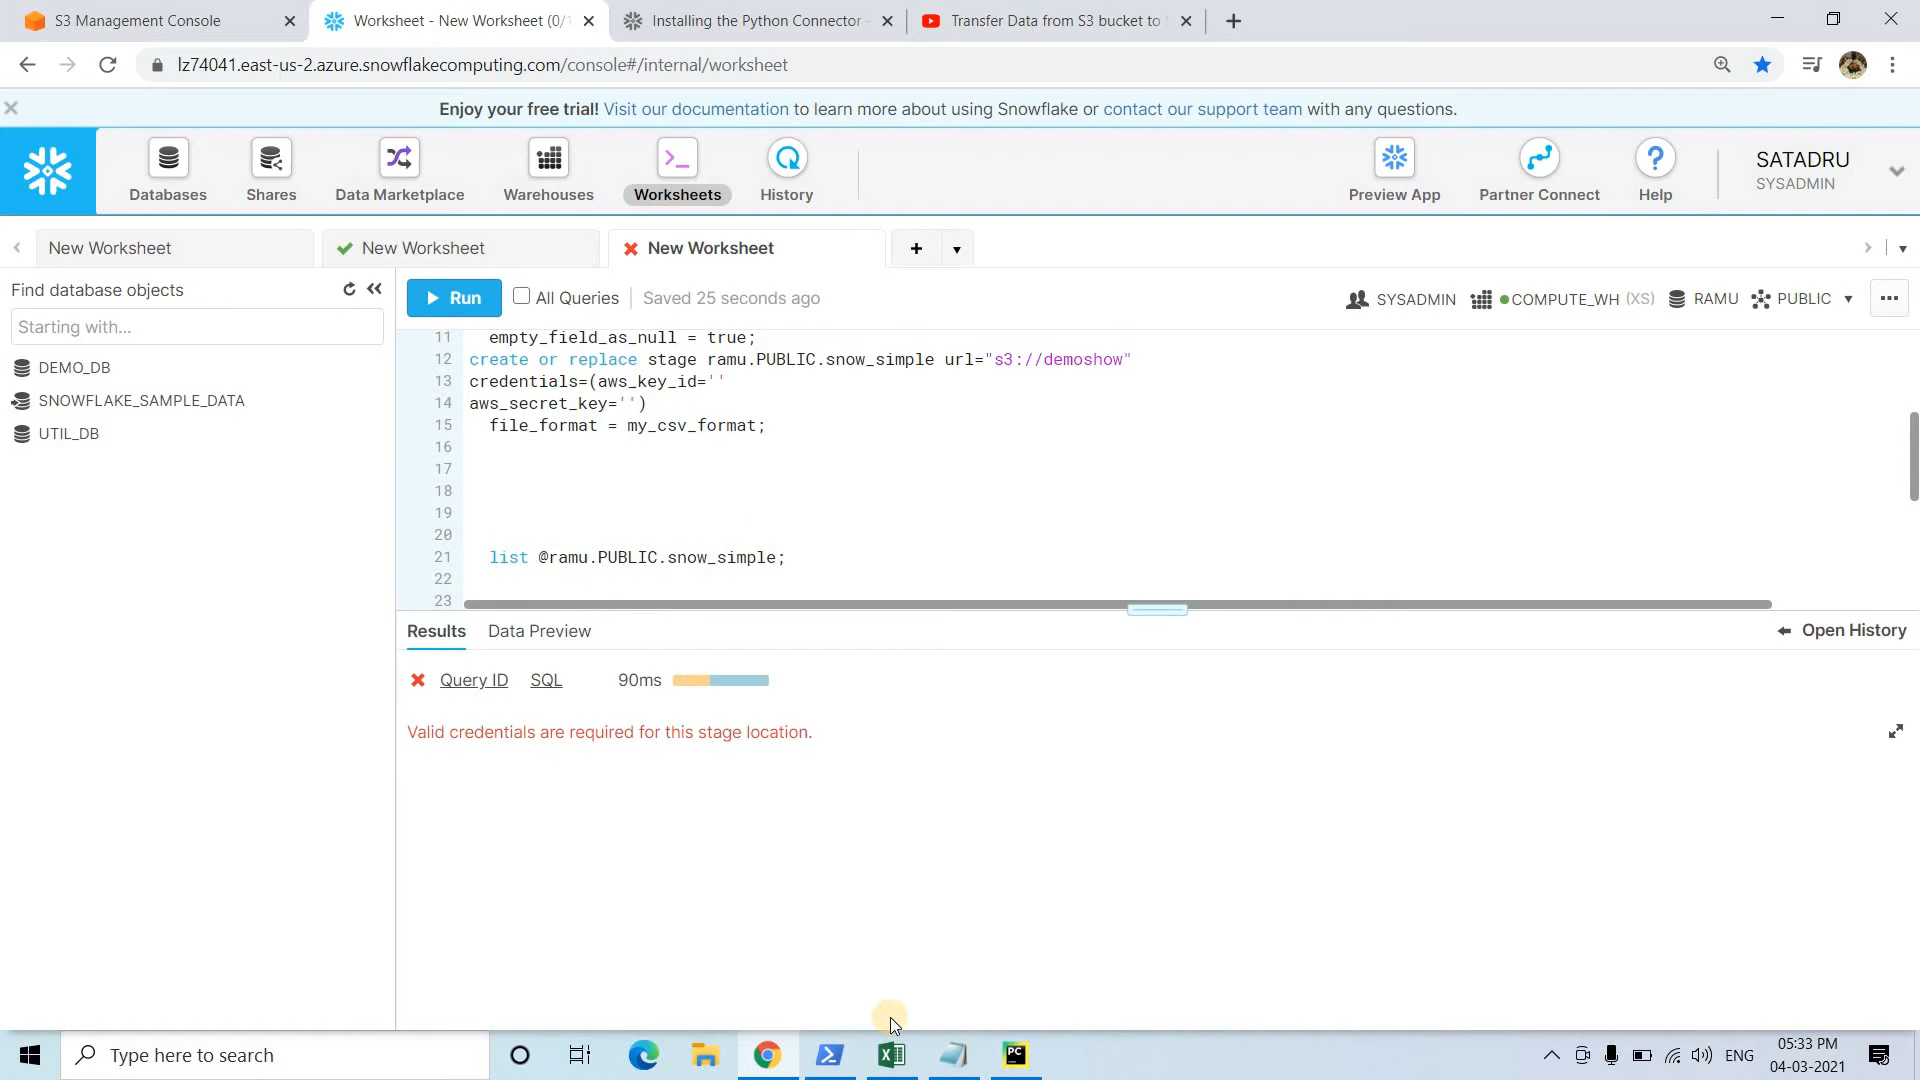 S3 Management Console
Worksheet - New Worksheet (0/1
Installing the Python Connector -
Transfer Data from S3 bucket to
lz74041.east-us-2.azure.snowflakecomputing.com/console#/internal/worksheet
Enjoy your free trial! Visit our documentation to learn more about using Snowflake or contact our support team with any questions.
Databases
Shares
Data Marketplace
Warehouses
Worksheets
History
Preview App
Partner Connect
Help
SATADRU
SYSADMIN
New Worksheet
New Worksheet
New Worksheet
Find database objects
Starting with...
DEMO_DB
SNOWFLAKE_SAMPLE_DATA
UTIL_DB
Run
All Queries
Saved 25 seconds ago
SYSADMIN
COMPUTE_WH (XS)
RAMU
PUBLIC
11 empty_field_as_null = true;
12 create or replace stage ramu.PUBLIC.snow_simple url="s3://demoshow"
13 credentials=(aws_key_id=''
14 aws_secret_key='')
15 file_format = my_csv_format;
16
17
18
19
20
21 list @ramu.PUBLIC.snow_simple;
22
23
Results
Data Preview
Open History
Query ID
SQL
90ms
Valid credentials are required for this stage location.
Type here to search
PC
ENG
05:33 PM
04-03-2021